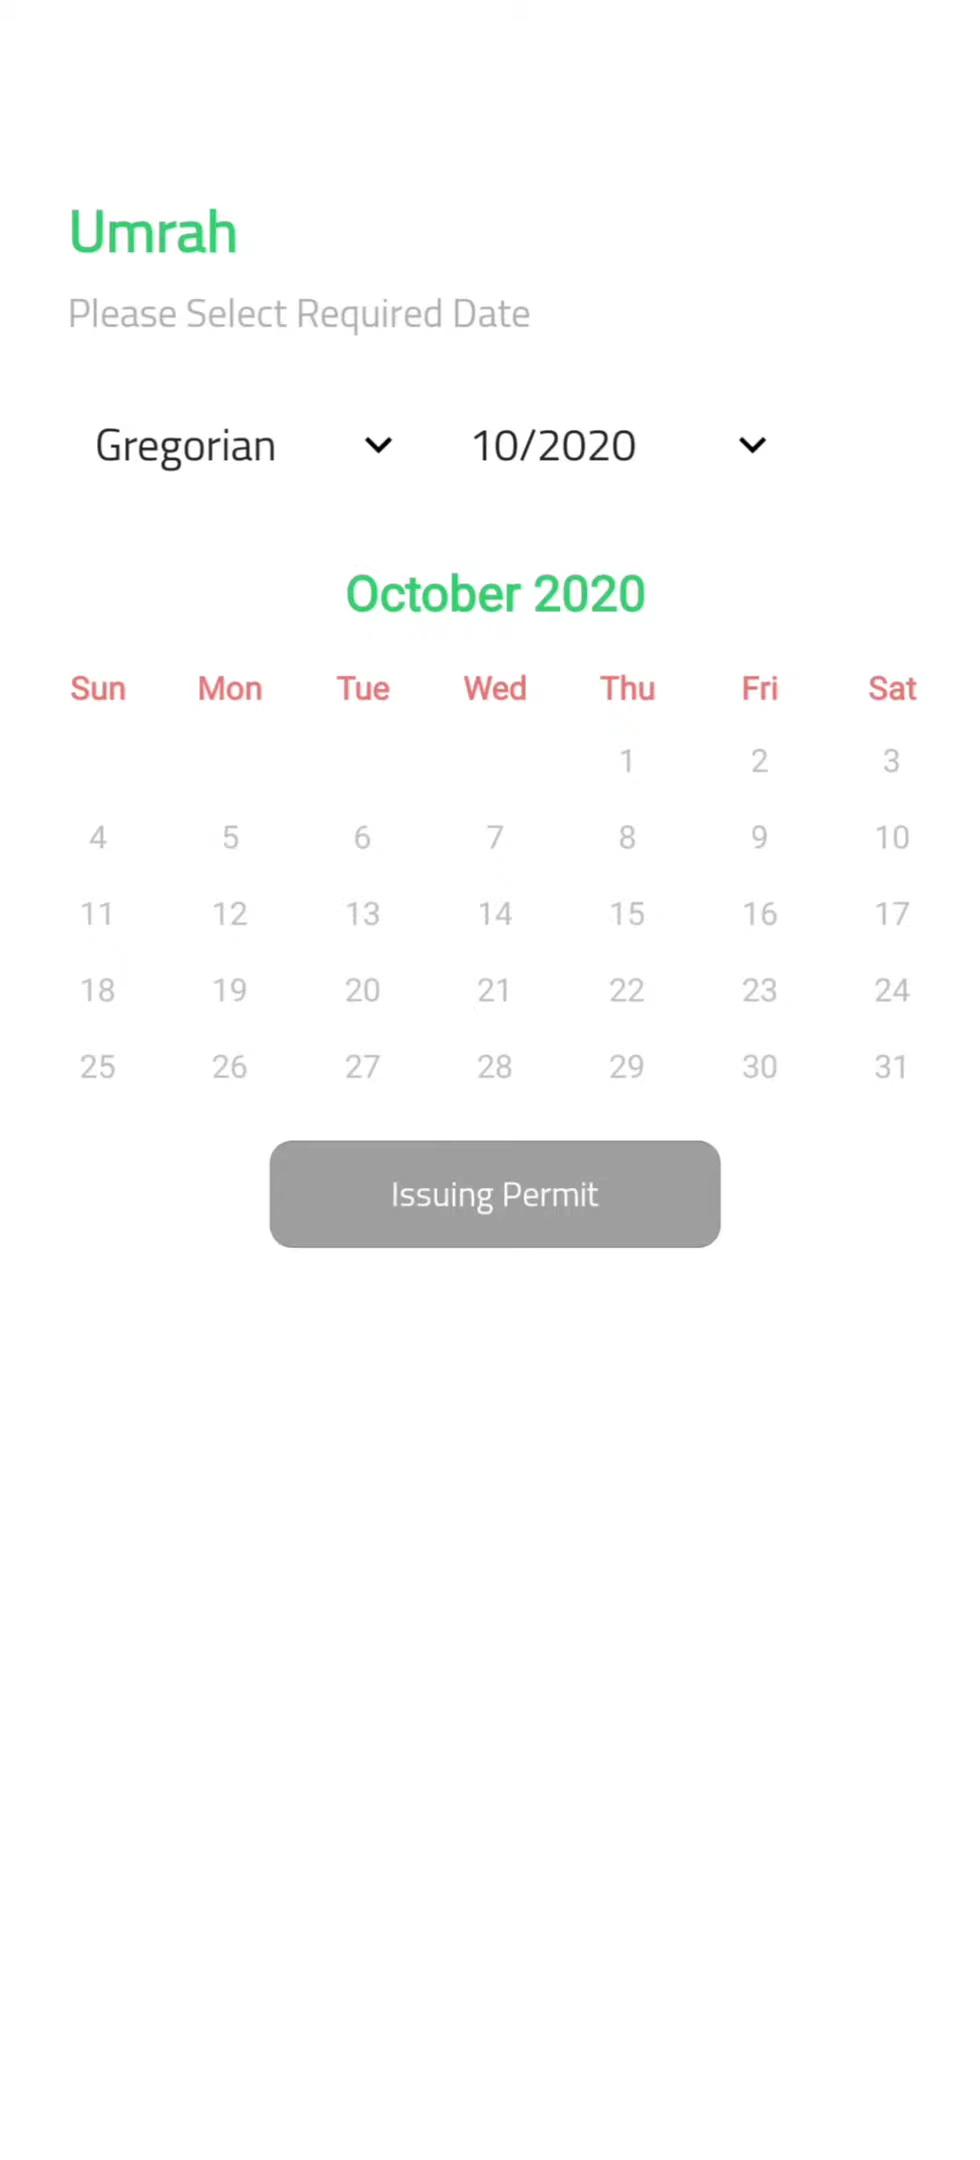 Umrah
Please Select Required Date
Gregorian 10/2020
October 2020
Sun Mon Tue Wed Thu Fri Sat
1 2 3
4 5 6 7 8 9 10
11 12 13 14 15 16 17
18 19 20 21 22 23 24
25 26 27 28 29 30 31
Issuing Permit